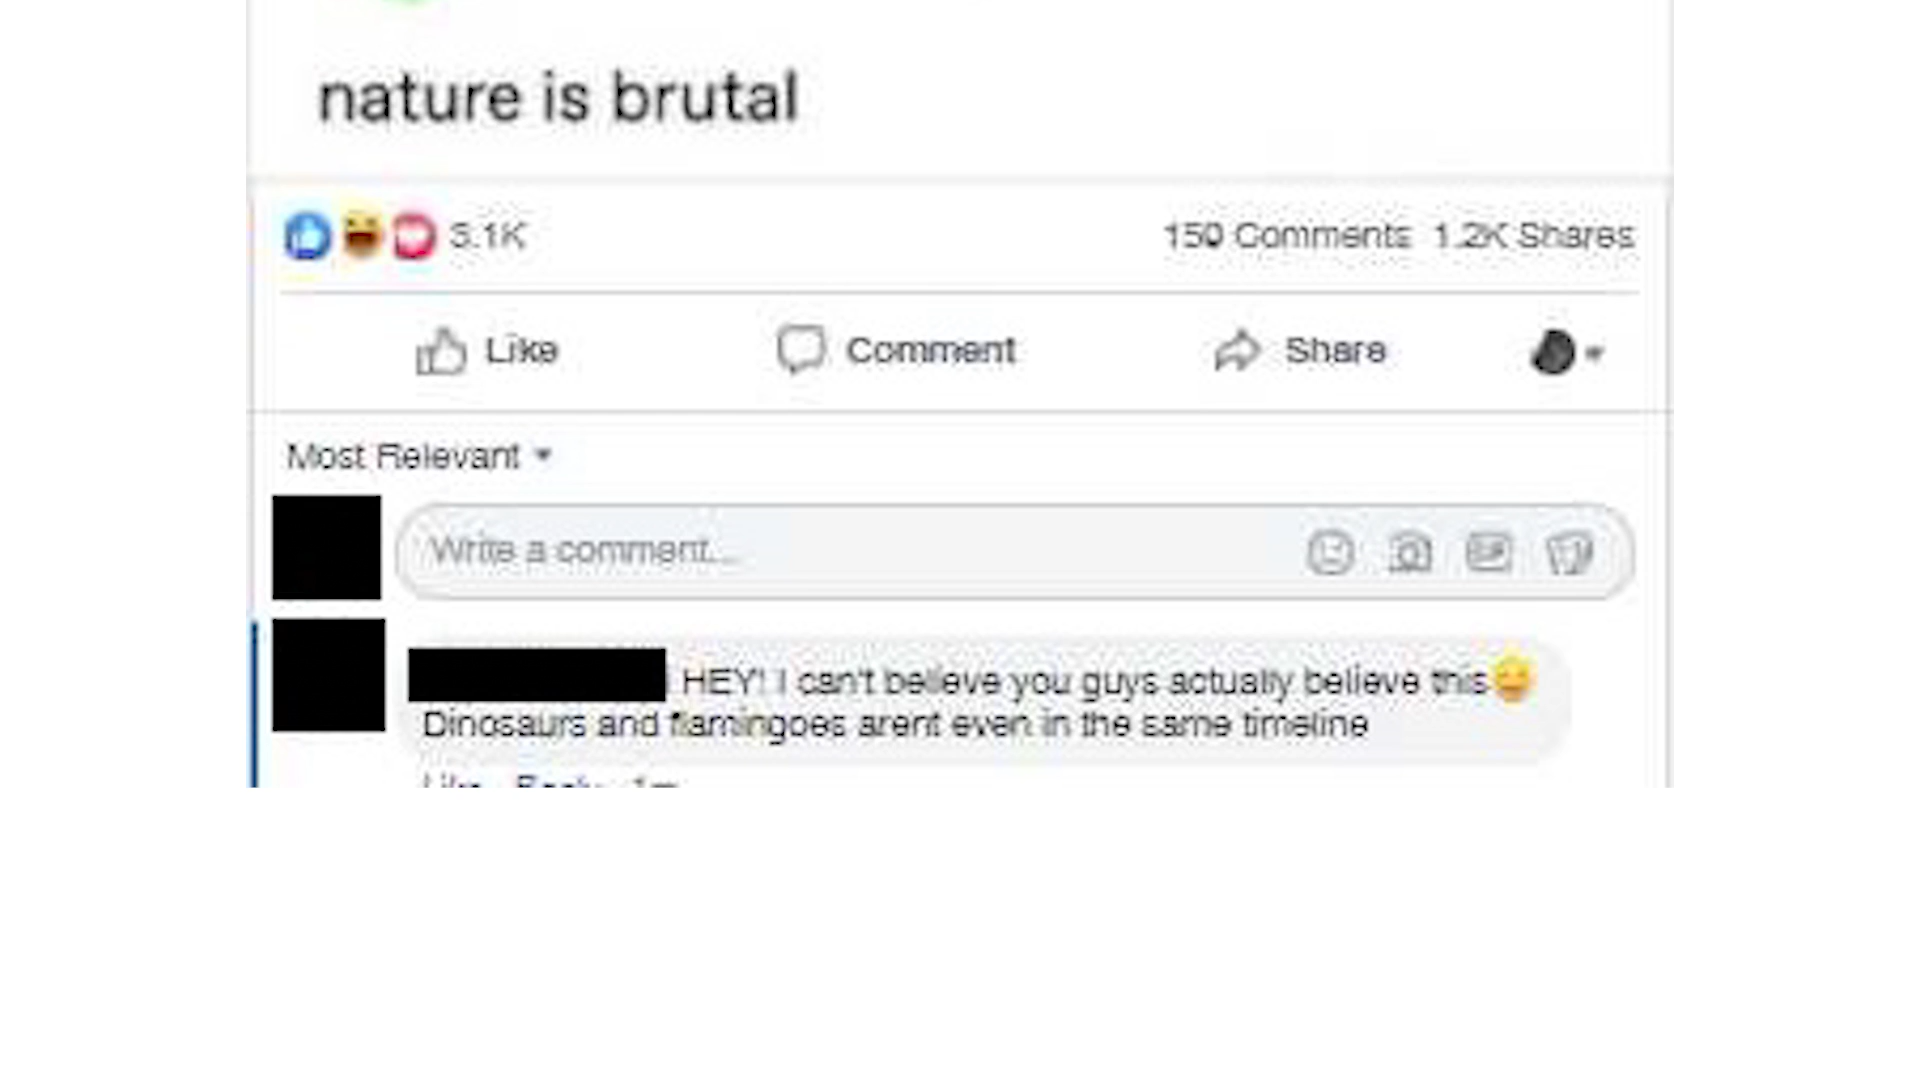 nature is brutal
3.1K 159 Comments 1.2K Shares
Like Comment Share
Most Relevant
Write a comment...
HEY! I can't believe you guys actually believe this
Dinosaurs and flamingoes arent even in the same timeline